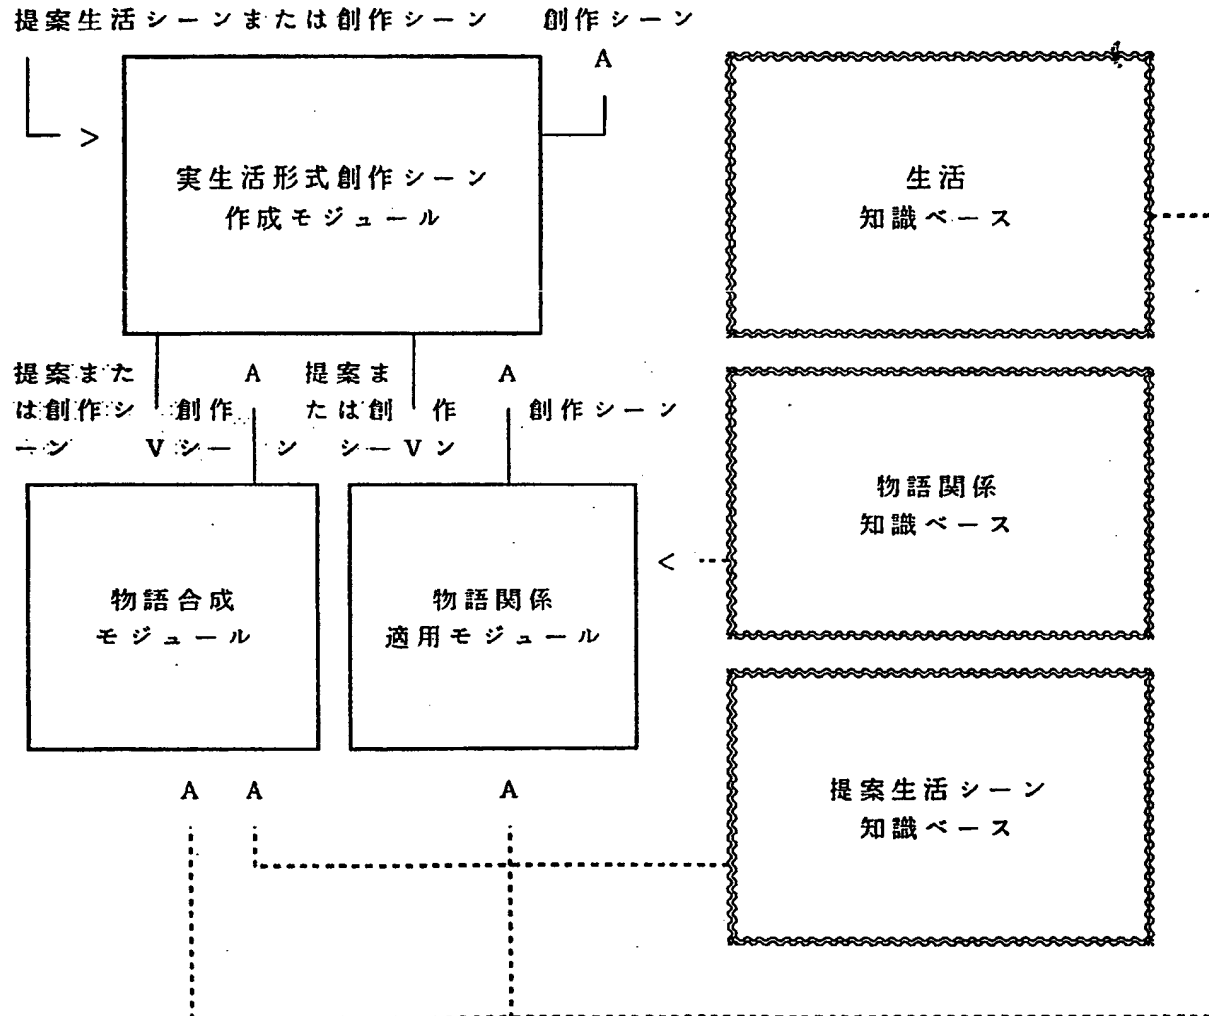 提案生活シーンまたは創作シーン
創作シーン
A
>
実生活形式創作シーン
作成モジュール
生活
知識ベース
提案また
は創作シ
ーン
V
A
創作
シーン
提案ま
たは創作
シーン
V
A
創作シーン
物語関係
知識ベース
<
物語合成
モジュール
物語関係
適用モジュール
A
A
A
提案生活シーン
知識ベース